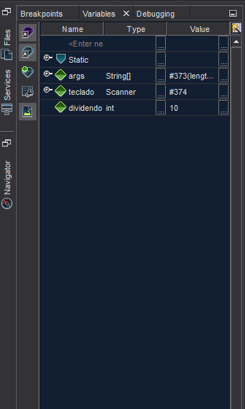 Breakpoints Variables Debugging
Name Type Value
<Enter ne ... ...
Static ... ...
args String[] ... #373(lengt... ...
teclado Scanner ... #374 ...
dividendo int ... 10 ...
Files
Services
Navigator